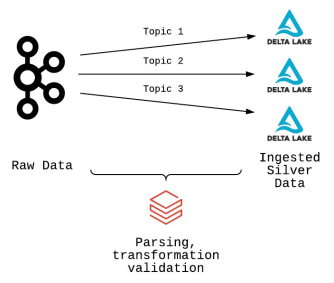 Topic 1
DELTA LAKE
Topic 2
DELTA LAKE
Topic 3
DELTA LAKE
Raw Data
Ingested
Silver
Data
Parsing,
transformation
validation